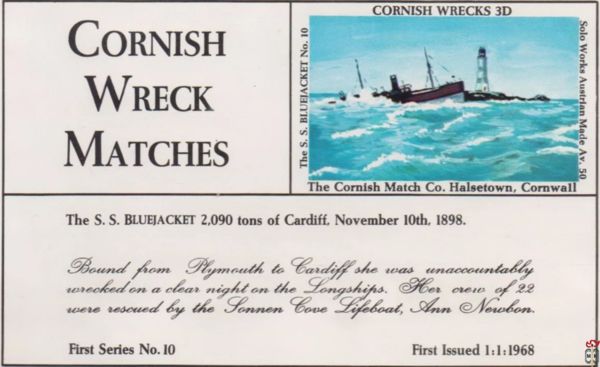 CORNISH
WRECK
MATCHES
CORNISH WRECKS 3D
The S. S. BLUEJACKET No. 10
Solo Works Austrian Made Av. 50
The Cornish Match Co. Halsetown, Cornwall
The S. S. BLUEJACKET 2,090 tons of Cardiff, November 10th, 1898.
Bound from Plymouth to Cardiff she was unaccountably
wrecked on a clear night on the Longships. Her crew of 22
were rescued by the Sonnen Cove Lifeboat, Ann Newbon.
First Series No. 10
First Issued 1:1:1968